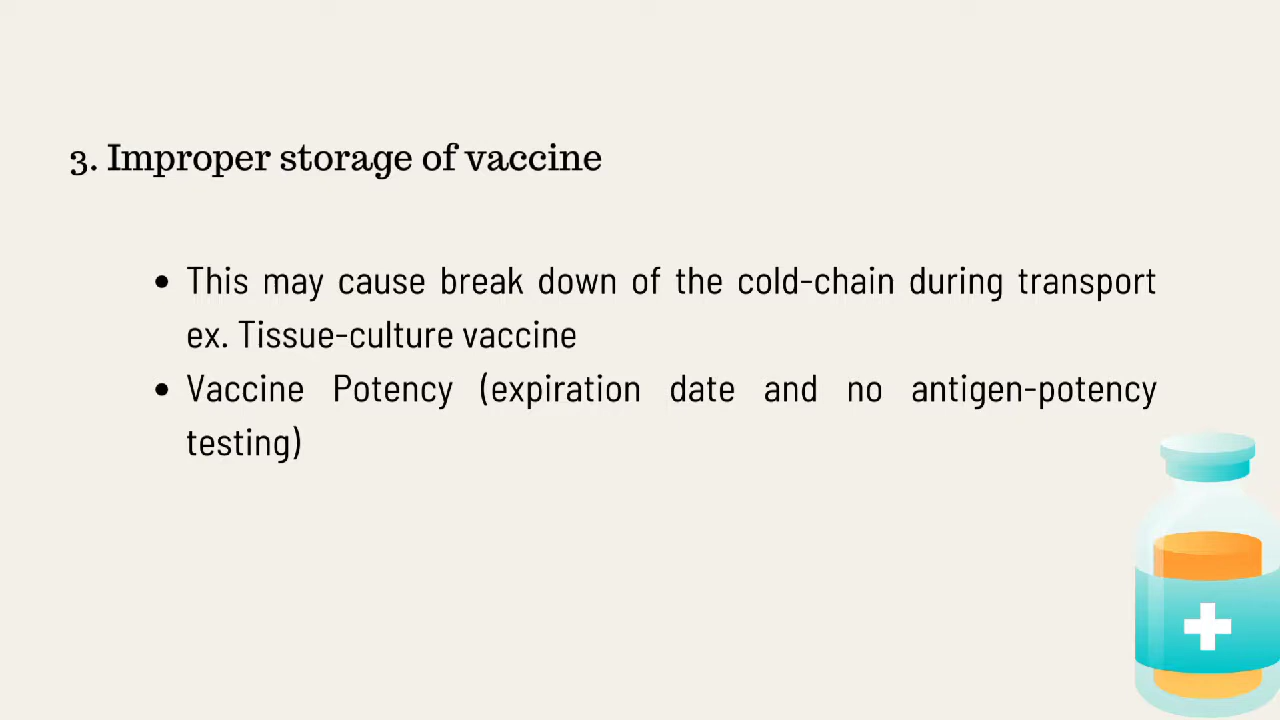 3. Improper storage of vaccine
• This may cause break down of the cold-chain during transport
ex. Tissue-culture vaccine
• Vaccine Potency (expiration date and no antigen-potency
testing)